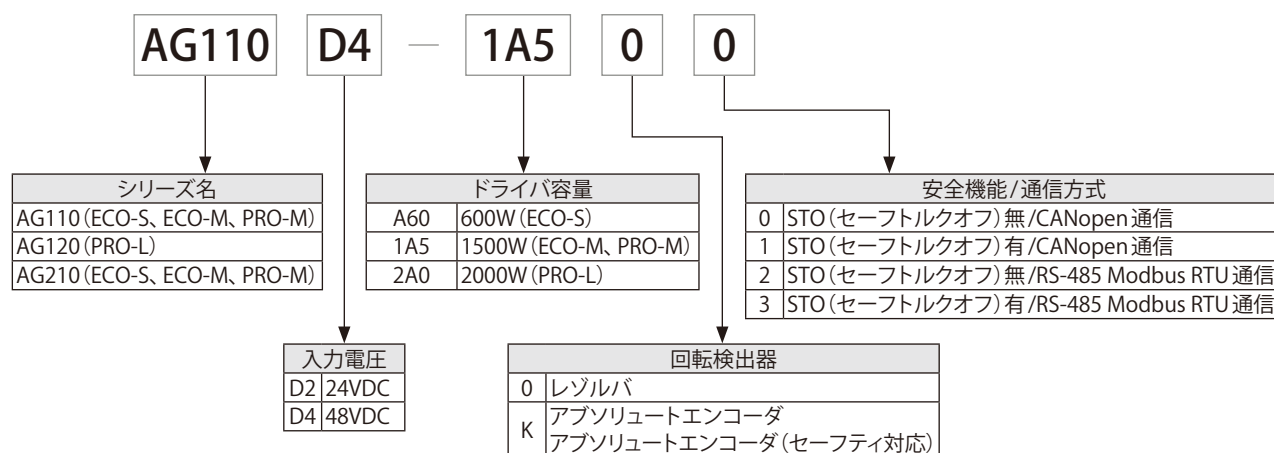 AG110 D4 — 1A5 0 0
シリーズ名
AG110(ECO-S、ECO-M、PRO-M)
AG120(PRO-L)
AG210(ECO-S、ECO-M、PRO-M)
ドライバ容量
A60 600W(ECO-S)
1A5 1500W(ECO-M、PRO-M)
2A0 2000W(PRO-L)
安全機能/通信方式
0 STO(セーフトルクオフ)無/CANopen通信
1 STO(セーフトルクオフ)有/CANopen通信
2 STO(セーフトルクオフ)無/RS-485 Modbus RTU通信
3 STO(セーフトルクオフ)有/RS-485 Modbus RTU通信
入力電圧
D2 24VDC
D4 48VDC
回転検出器
0 レゾルバ
K アブソリュートエンコーダ
アブソリュートエンコーダ(セーフティ対応)